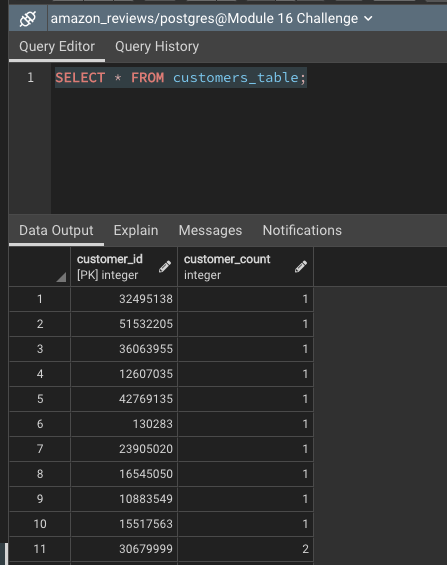 amazon_reviews/postgres@Module 16 Challenge
Query Editor Query History
1 SELECT * FROM customers_table;
Data Output Explain Messages Notifications
customer_id customer_count
[PK] integer integer
1 32495138 1
2 51532205 1
3 36063955 1
4 12607035 1
5 42769135 1
6 130283 1
7 23905020 1
8 16545050 1
9 10883549 1
10 15517563 1
11 30679999 2